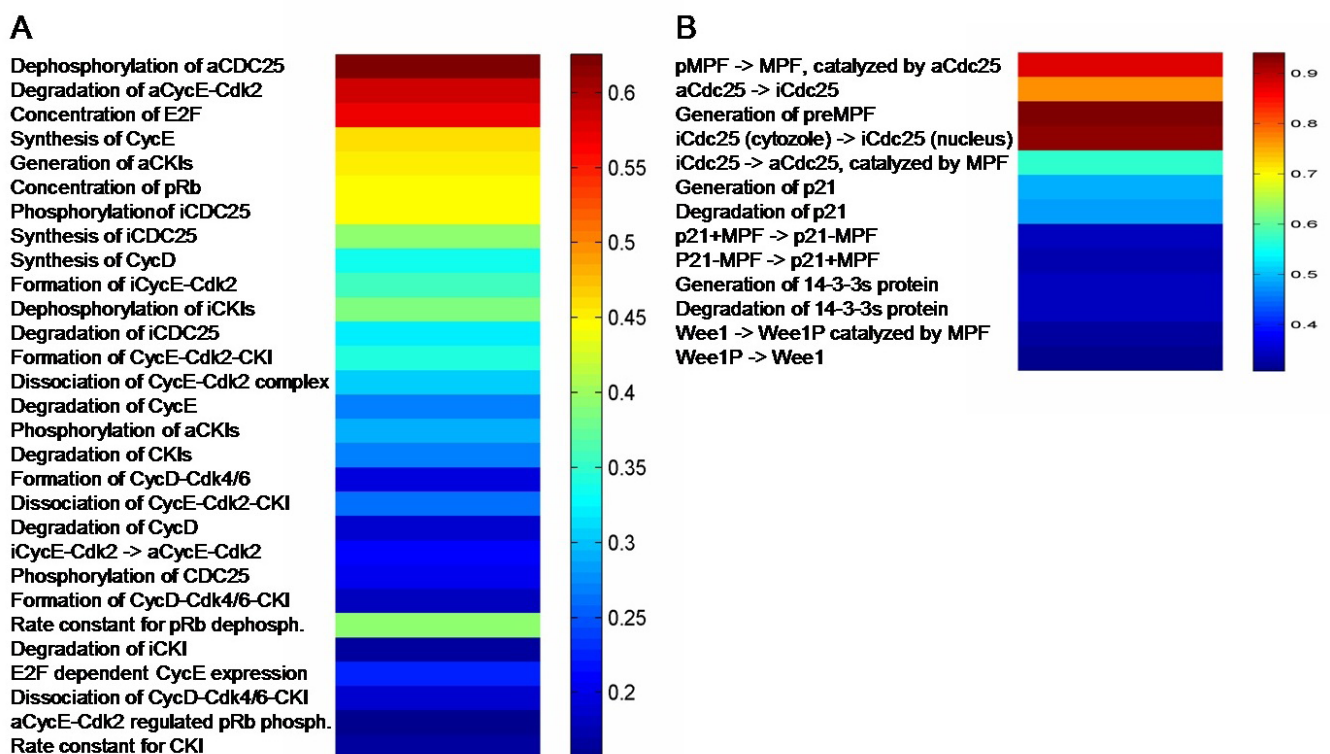 A
Dephosphorylation of aCDC25
Degradation of aCycE-Cdk2
Concentration of E2F
Synthesis of CycE
Generation of aCKIs
Concentration of pRb
Phosphorylation of iCDC25
Synthesis of iCDC25
Synthesis of CycD
Formation of iCycE-Cdk2
Dephosphorylation of iCKIs
Degradation of iCDC25
Formation of CycE-Cdk2-CKI
Dissociation of CycE-Cdk2 complex
Degradation of CycE
Phosphorylation of aCKIs
Degradation of CKIs
Formation of CycD-Cdk4/6
Dissociation of CycE-Cdk2-CKI
Degradation of CycD
iCycE-Cdk2 -> aCycE-Cdk2
Phosphorylation of CDC25
Formation of CycD-Cdk4/6-CKI
Rate constant for pRb dephosph.
Degradation of iCKI
E2F dependent CycE expression
Dissociation of CycD-Cdk4/6-CKI
aCycE-Cdk2 regulated pRb phosph.
Rate constant for CKI
0.6
0.55
0.5
0.45
0.4
0.35
0.3
0.25
0.2
B
pMPF -> MPF, catalyzed by aCdc25
aCdc25 -> iCdc25
Generation of preMPF
iCdc25 (cytozole) -> iCdc25 (nucleus)
iCdc25 -> aCdc25, catalyzed by MPF
Generation of p21
Degradation of p21
p21+MPF -> p21-MPF
P21-MPF -> p21+MPF
Generation of 14-3-3s protein
Degradation of 14-3-3s protein
Wee1 -> Wee1P catalyzed by MPF
Wee1P -> Wee1
0.9
0.8
0.7
0.6
0.5
0.4